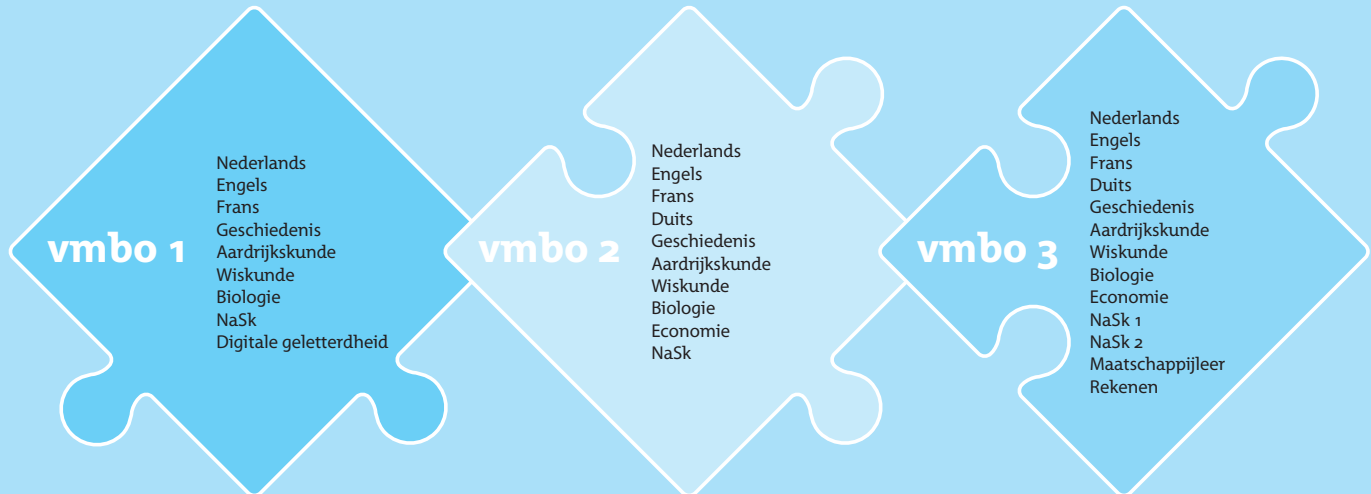 vmbo 1
Nederlands
Engels
Frans
Geschiedenis
Aardrijkskunde
Wiskunde
Biologie
NaSk
Digitale geletterdheid
vmbo 2
Nederlands
Engels
Frans
Duits
Geschiedenis
Aardrijkskunde
Wiskunde
Biologie
Economie
NaSk
vmbo 3
Nederlands
Engels
Frans
Duits
Geschiedenis
Aardrijkskunde
Wiskunde
Biologie
Economie
NaSk 1
NaSk 2
Maatschappijleer
Rekenen